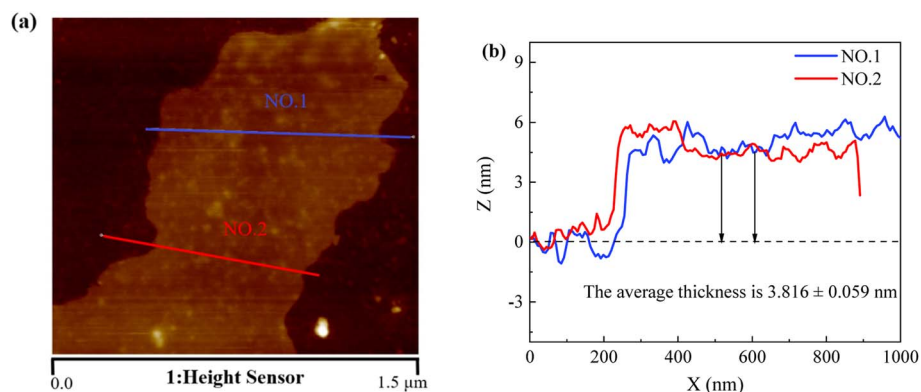 (a)
NO.1
NO.2
0.0
1:Height Sensor
1.5 μm
(b)
NO.1
NO.2
9
6
3
0
-3
Z (nm)
The average thickness is 3.816 ± 0.059 nm
0 200 400 600 800 1000
X (nm)